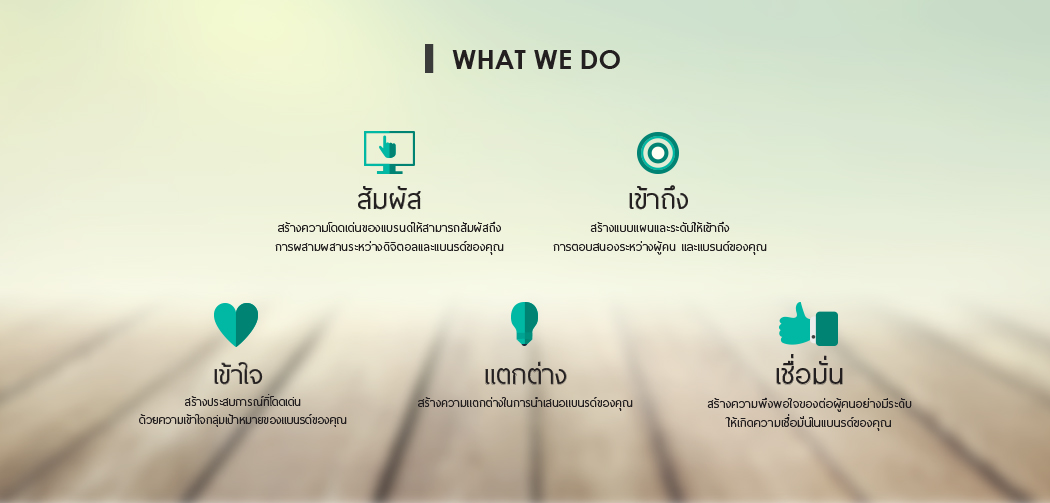 WHAT WE DO
สัมผัส
สร้างความโดดเด่นของแบรนด์ให้สามารถสัมผัสถึง
การผสามผสานระหว่างดิจิตอลและแบนรด์ของคุณ
เข้าถึง
สร้างแบบแผนและระดับให้เข้าถึง
การตอบสนองระหว่างผู้คน และแบรนด์ของคุณ
เข้าใจ
สร้างประสบการณ์ที่โดดเด่น
ด้วยความเข้าใจกลุ่มเป้าหมายของแบนรด์ของคุณ
แตกต่าง
สร้างความแตกต่างในการนำเสนอแบนรด์ของคุณ
เชื่อมั่น
สร้างความพึงพอใจของต่อผู้คนอย่างมีระดับ
ให้เกิดความเชื่อมั่นในแบนรด์ของคุณ